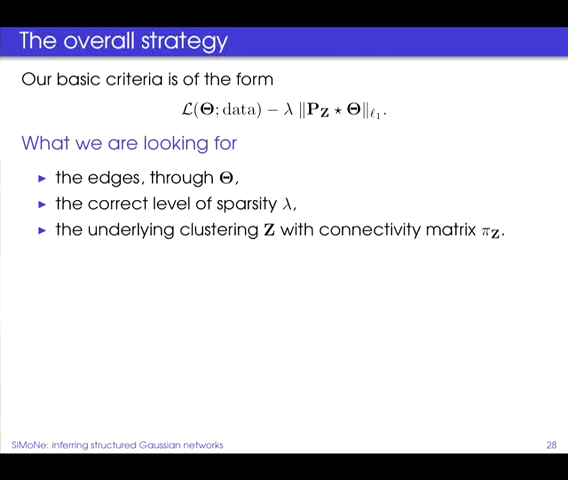 The overall strategy
Our basic criteria is of the form
ℒ(Θ; data) − λ ‖P_Z ⋆ Θ‖_ℓ₁.
What we are looking for
▶ the edges, through Θ,
▶ the correct level of sparsity λ,
▶ the underlying clustering Z with connectivity matrix π_Z.
SIMoNe: inferring structured Gaussian networks 28